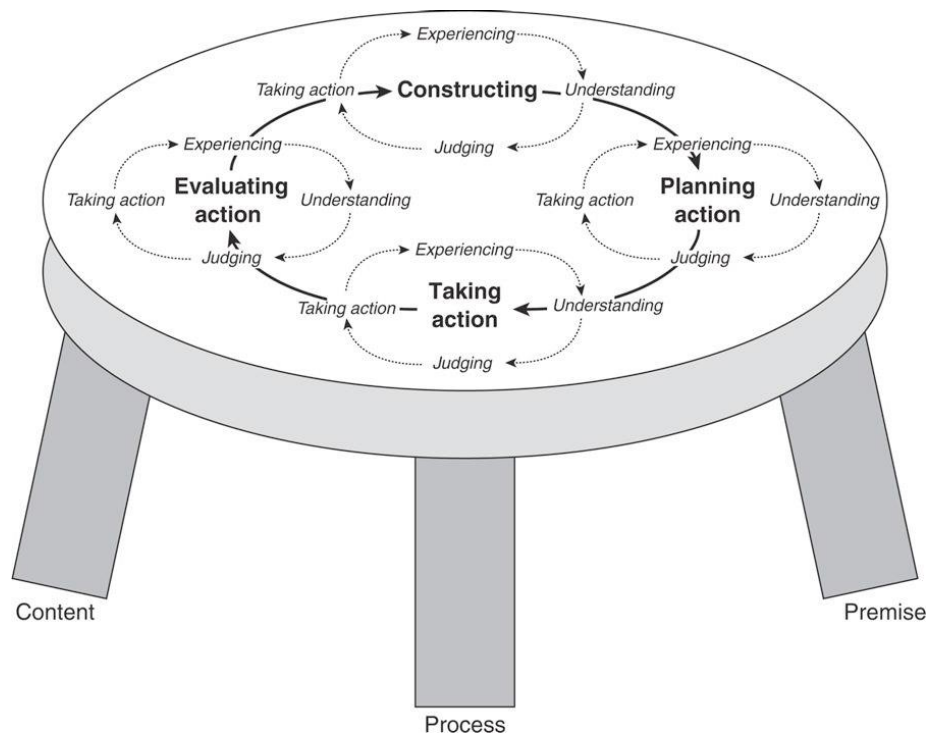 Experiencing
Taking action
Constructing
Understanding
Judging
Experiencing
Taking action
Evaluating
action
Understanding
Judging
Experiencing
Taking action
Planning
action
Understanding
Judging
Experiencing
Taking action
Taking
action
Understanding
Judging
Content
Premise
Process